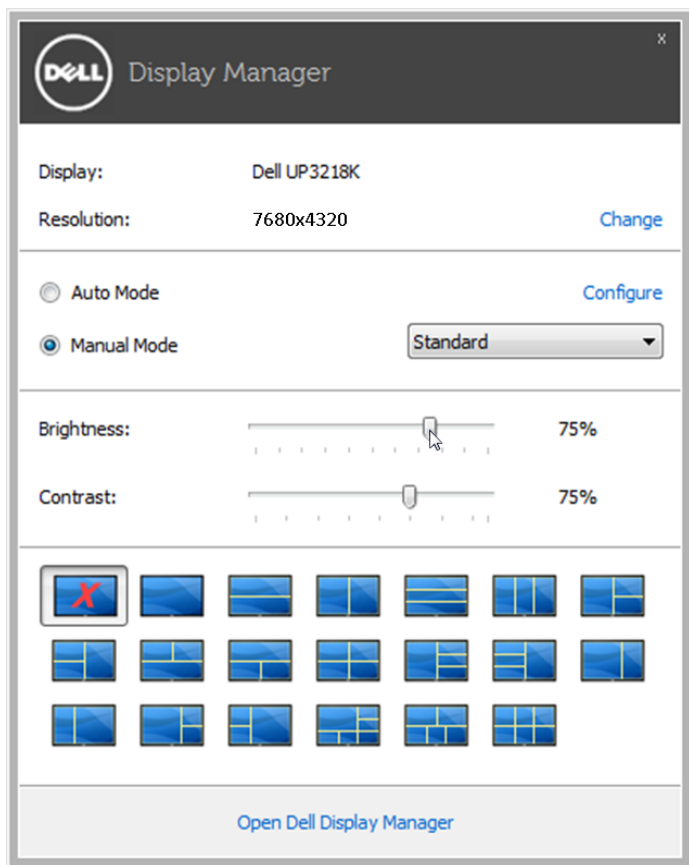 DELL Display Manager x
Display: Dell UP3218K
Resolution: 7680x4320 Change
Auto Mode Configure
Manual Mode Standard
Brightness: 75%
Contrast: 75%
X
Open Dell Display Manager